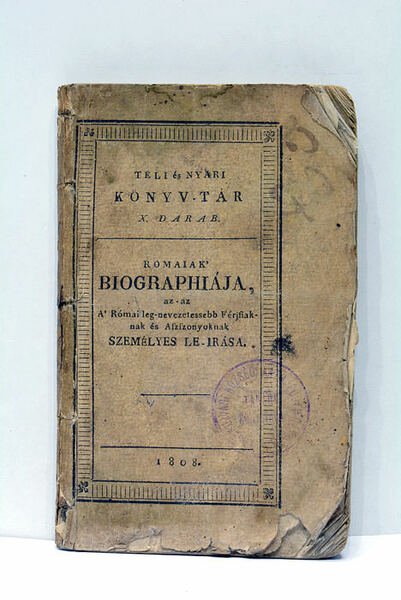 TÉLI és NYÁRI
KÖNYV-TÁR
X. DARAB.
ROMAIAK'
BIOGRAPHIÁJA,
az-az
A' Római leg-nevezetessebb Férjfiak-
nak és Aſzſzonyoknak
SZEMÉLYES LE-IRÁSA.
1808.